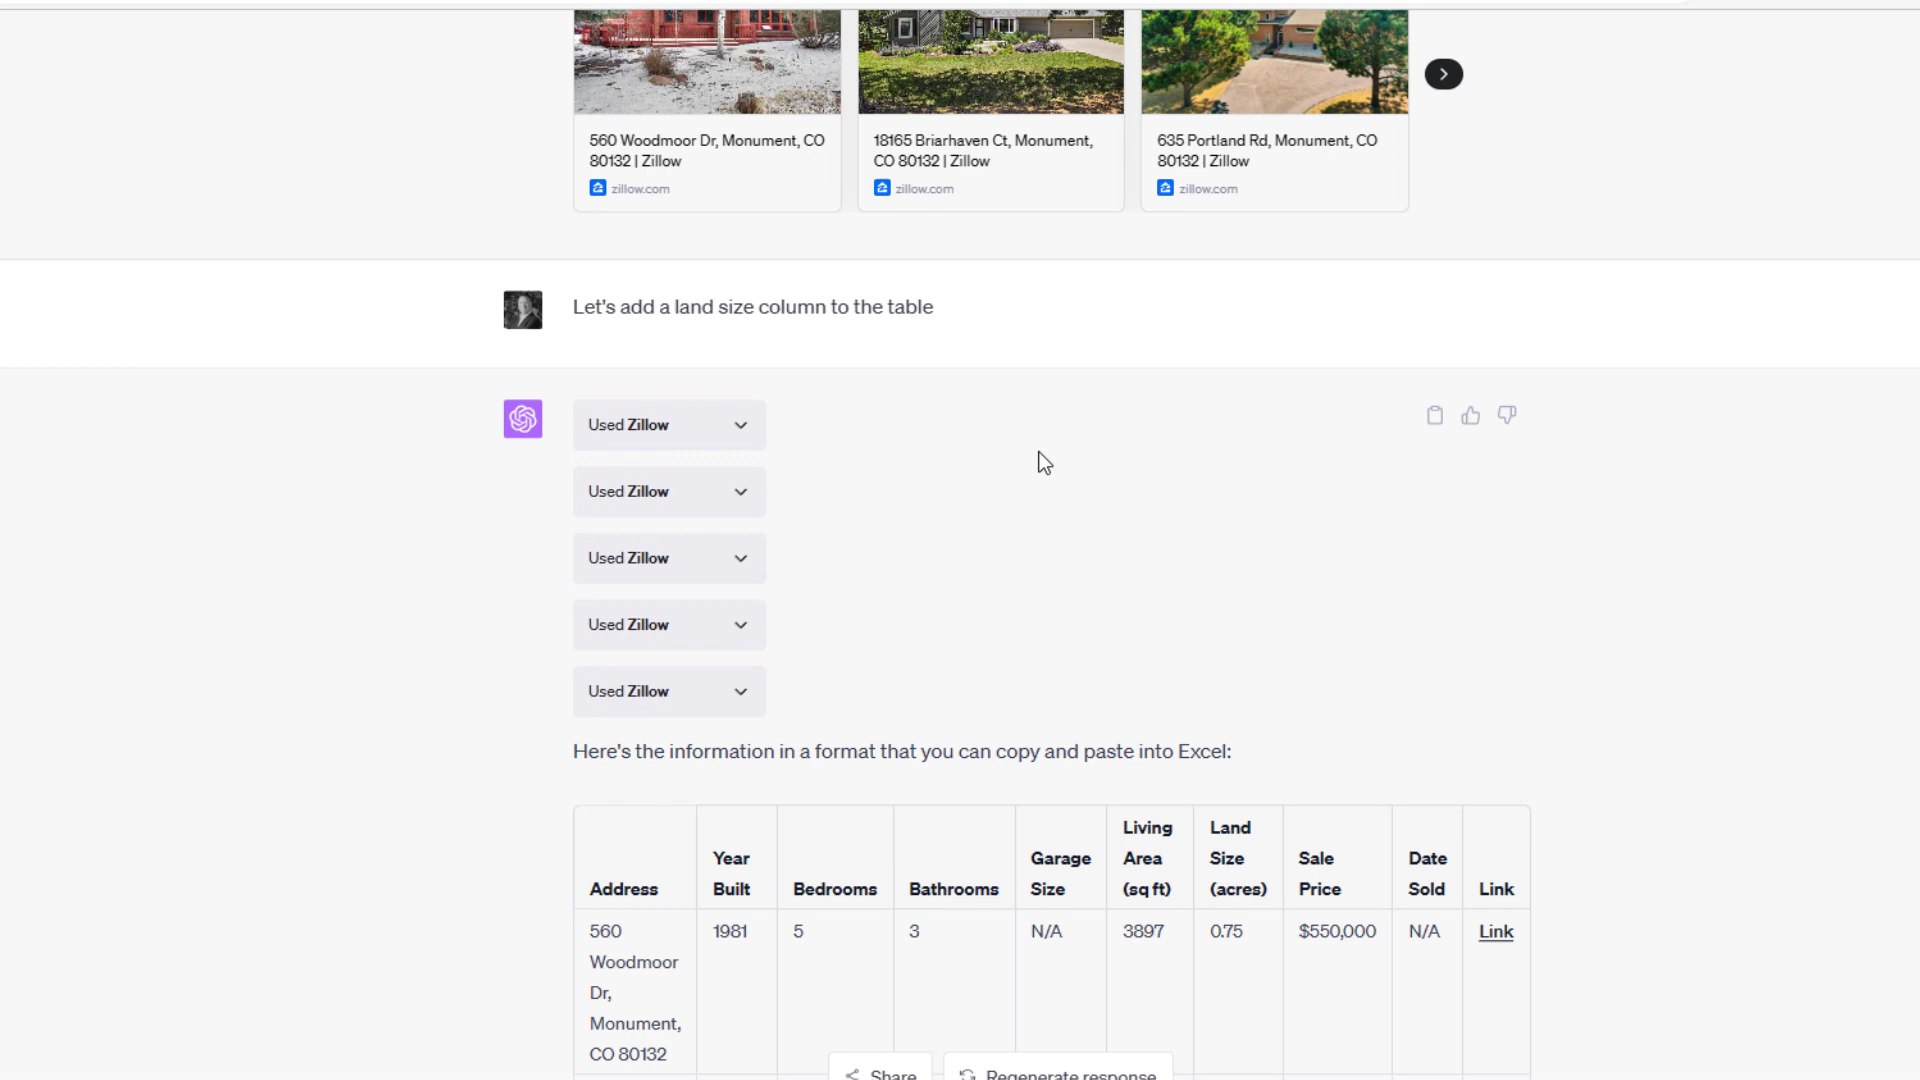 560 Woodmoor Dr, Monument, CO
80132 | Zillow
zillow.com
18165 Briarhaven Ct, Monument,
CO 80132 | Zillow
zillow.com
635 Portland Rd, Monument, CO
80132 | Zillow
zillow.com
Let's add a land size column to the table
Used Zillow
Used Zillow
Used Zillow
Used Zillow
Used Zillow
Here's the information in a format that you can copy and paste into Excel:
Address
Year
Built
Bedrooms
Bathrooms
Garage
Size
Living
Area
(sq ft)
Land
Size
(acres)
Sale
Price
Date
Sold
Link
560
Woodmoor
Dr,
Monument,
CO 80132
1981
5
3
N/A
3897
0.75
$550,000
N/A
Link
Share
Regenerate response